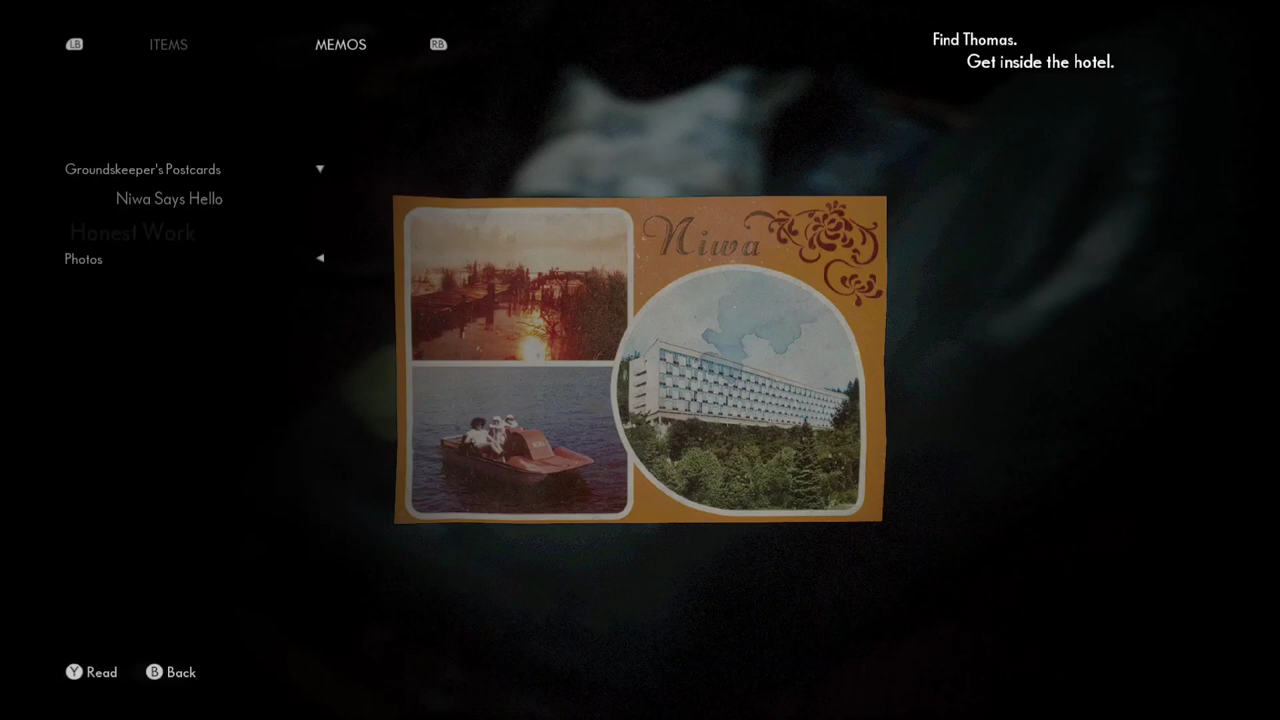 LB
ITEMS
MEMOS
RB
Find Thomas.
Get inside the hotel.
Groundskeeper's Postcards
Niwa Says Hello
Honest Work
Photos
Niwa
Y Read
B Back